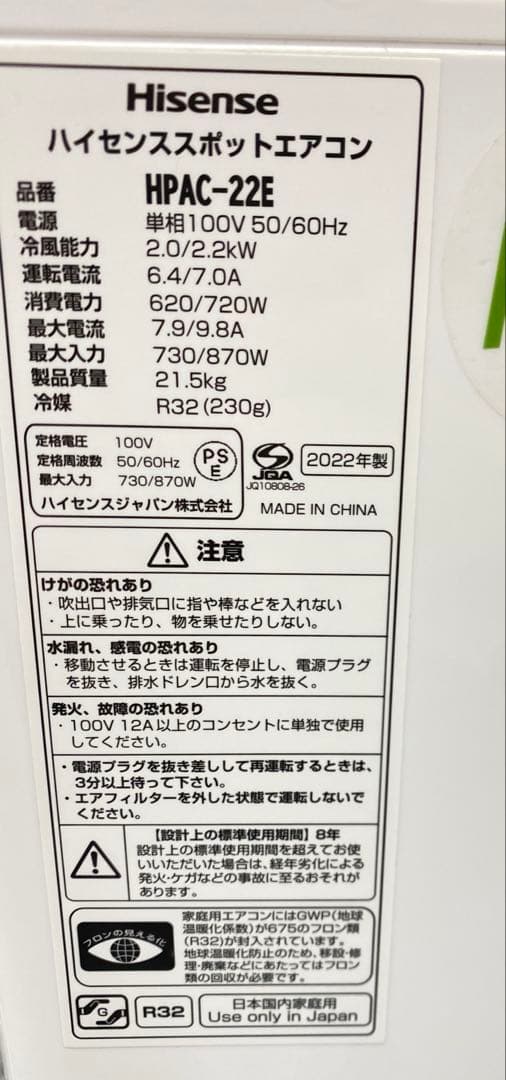 Hisense
ハイセンススポットエアコン
品番 HPAC-22E
電源 単相100V 50/60Hz
冷風能力 2.0/2.2kW
運転電流 6.4/7.0A
消費電力 620/720W
最大電流 7.9/9.8A
最大入力 730/870W
製品質量 21.5kg
冷媒 R32(230g)
定格電圧 100V
定格周波数 50/60Hz
最大入力 730/870W
ハイセンスジャパン株式会社
PS
E
JQA
JQ10808-26
2022年製
MADE IN CHINA
注意
けがの恐れあり
・吹出口や排気口に指や棒などを入れない
・上に乗ったり、物を乗せたりしない。
水漏れ、感電の恐れあり
・移動させるときは運転を停止し、電源プラグ
を抜き、排水ドレン口から水を抜く。
発火、故障の恐れあり
・100V 12A以上のコンセントに単独で使用
してください。
・電源プラグを抜き差しして再運転するときは、
3分以上待って下さい。
・エアフィルターを外した状態で運転しないで
ください。
【設計上の標準使用期間】8年
設計上の標準使用期間を超えてお使
いいただいた場合は、経年劣化による
発火・ケガなどの事故に至るおそれが
あります。
フロンの見える化
家庭用エアコンにはGWP(地球
温暖化係数)が675のフロン類
(R32)が封入されています。
地球温暖化防止のため、移設・修
理・廃棄などにあたってはフロン
類の回収が必要です。
G
R32
日本国内家庭用
Use only in Japan